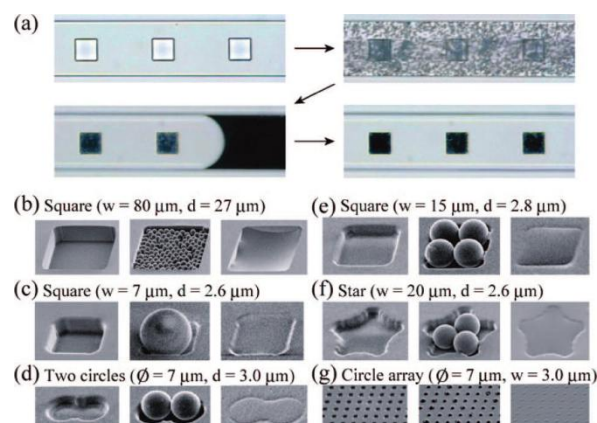 (a)
(b) Square (w = 80 μm, d = 27 μm)
(c) Square (w = 7 μm, d = 2.6 μm)
(d) Two circles (Ø = 7 μm, d = 3.0 μm)
(e) Square (w = 15 μm, d = 2.8 μm)
(f) Star (w = 20 μm, d = 2.6 μm)
(g) Circle array (Ø = 7 μm, w = 3.0 μm)